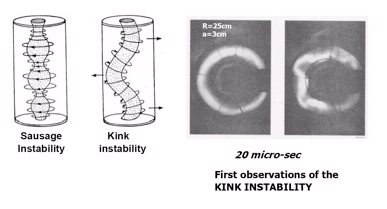 Sausage
Instability
Kink
instability
R=25cm
a=3cm
20 micro-sec
First observations of the
KINK INSTABILITY